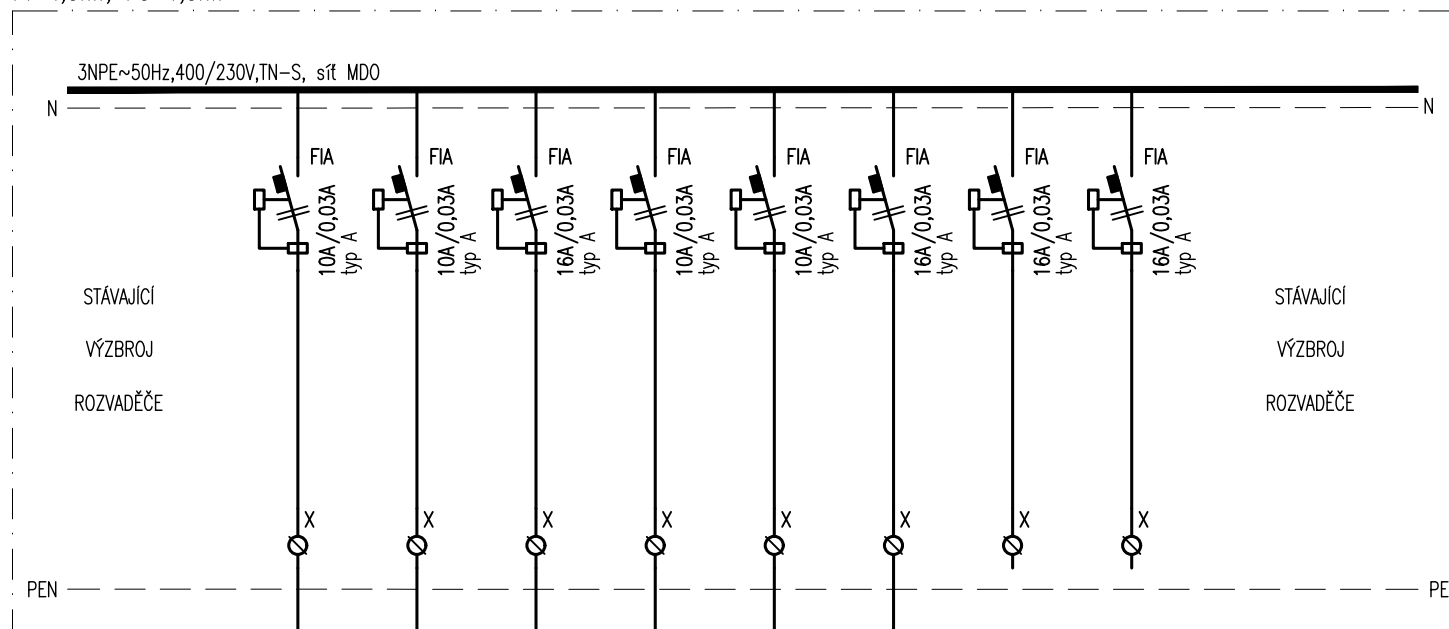 3NPE~50Hz,400/230V,TN-S, síť MDO
N
N
FIA
FIA
FIA
FIA
FIA
FIA
FIA
FIA
10A/0,03A
typ A
10A/0,03A
typ A
16A/0,03A
typ A
10A/0,03A
typ A
10A/0,03A
typ A
16A/0,03A
typ A
16A/0,03A
typ A
16A/0,03A
typ A
STÁVAJÍCÍ
VÝZBROJ
ROZVADĚČE
STÁVAJÍCÍ
VÝZBROJ
ROZVADĚČE
X
X
X
X
X
X
X
X
PEN
PE